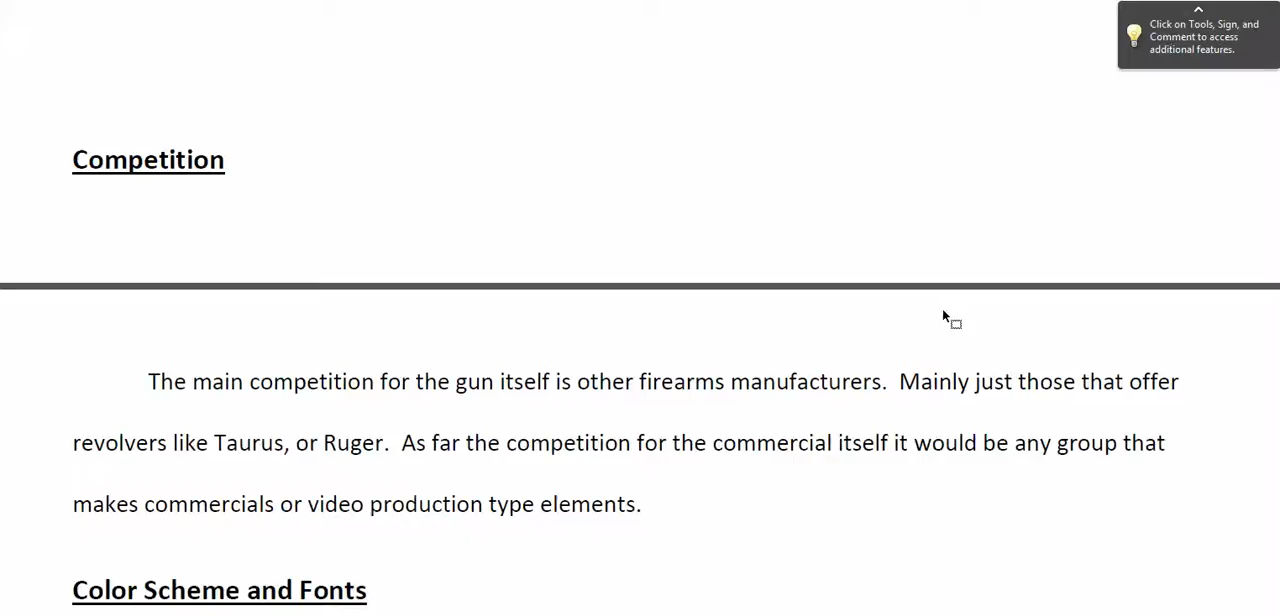 Click on Tools, Sign, and
Comment to access
additional features.
Competition
The main competition for the gun itself is other firearms manufacturers.  Mainly just those that offer
revolvers like Taurus, or Ruger.  As far the competition for the commercial itself it would be any group that
makes commercials or video production type elements.
Color Scheme and Fonts